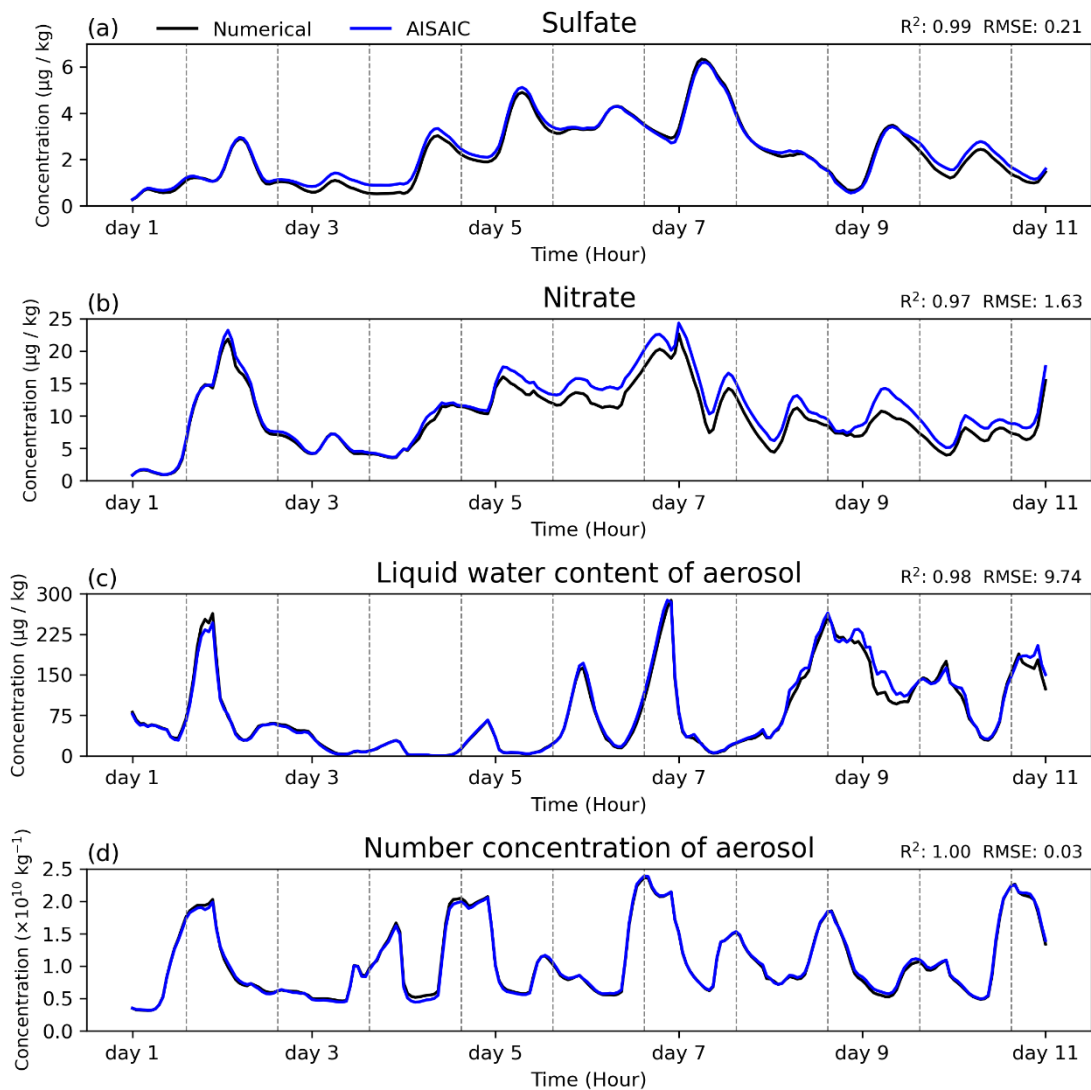 (a) Numerical AISAIC Sulfate R²: 0.99 RMSE: 0.21
Concentration (μg / kg)
6
4
2
0
day 1 day 3 day 5 day 7 day 9 day 11
Time (Hour)
(b) Nitrate R²: 0.97 RMSE: 1.63
Concentration (μg / kg)
25
20
15
10
5
0
day 1 day 3 day 5 day 7 day 9 day 11
Time (Hour)
(c) Liquid water content of aerosol R²: 0.98 RMSE: 9.74
Concentration (μg / kg)
300
225
150
75
0
day 1 day 3 day 5 day 7 day 9 day 11
Time (Hour)
(d) Number concentration of aerosol R²: 1.00 RMSE: 0.03
Concentration (×10¹⁰ kg⁻¹)
2.5
2.0
1.5
1.0
0.5
0.0
day 1 day 3 day 5 day 7 day 9 day 11
Time (Hour)